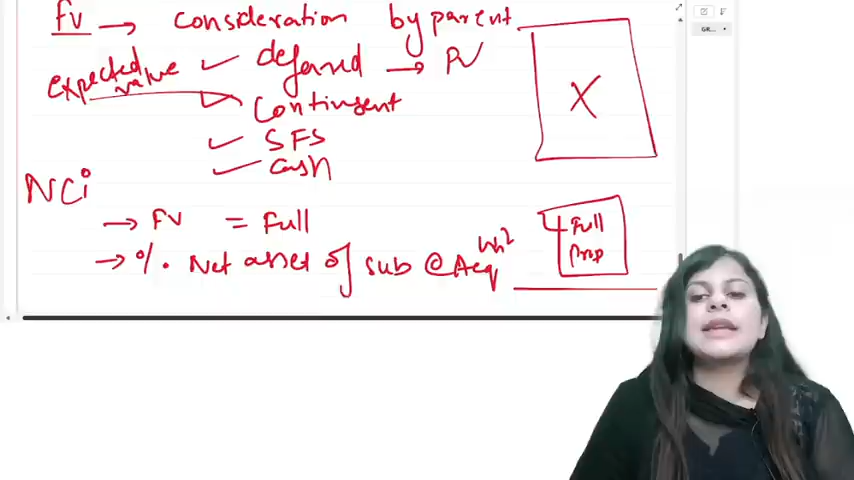 FV → consideration by parent
expected value ✓ deferred → PV
✓ Contingent
✓ SFS
✓ Cash
X
NCI
→ FV = Full
→ % Net asset of sub @ Acq
Full
Prop